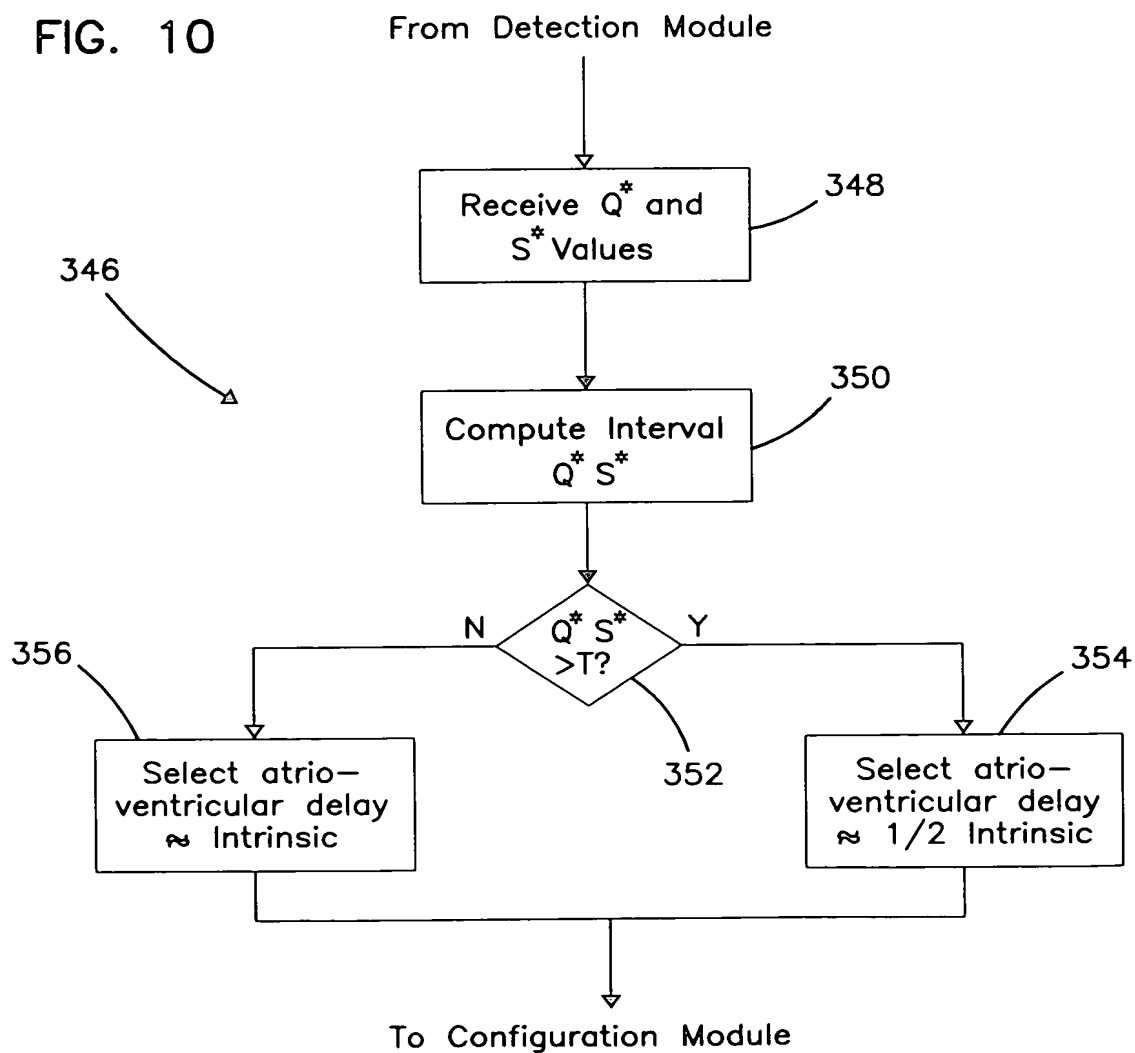 FIG. 10
From Detection Module
Receive Q* and
S* Values
348
346
Compute Interval
Q* S*
350
N
Q* S*
>T?
Y
352
356
Select atrio-
ventricular delay
≈ Intrinsic
354
Select atrio-
ventricular delay
≈ 1/2 Intrinsic
To Configuration Module